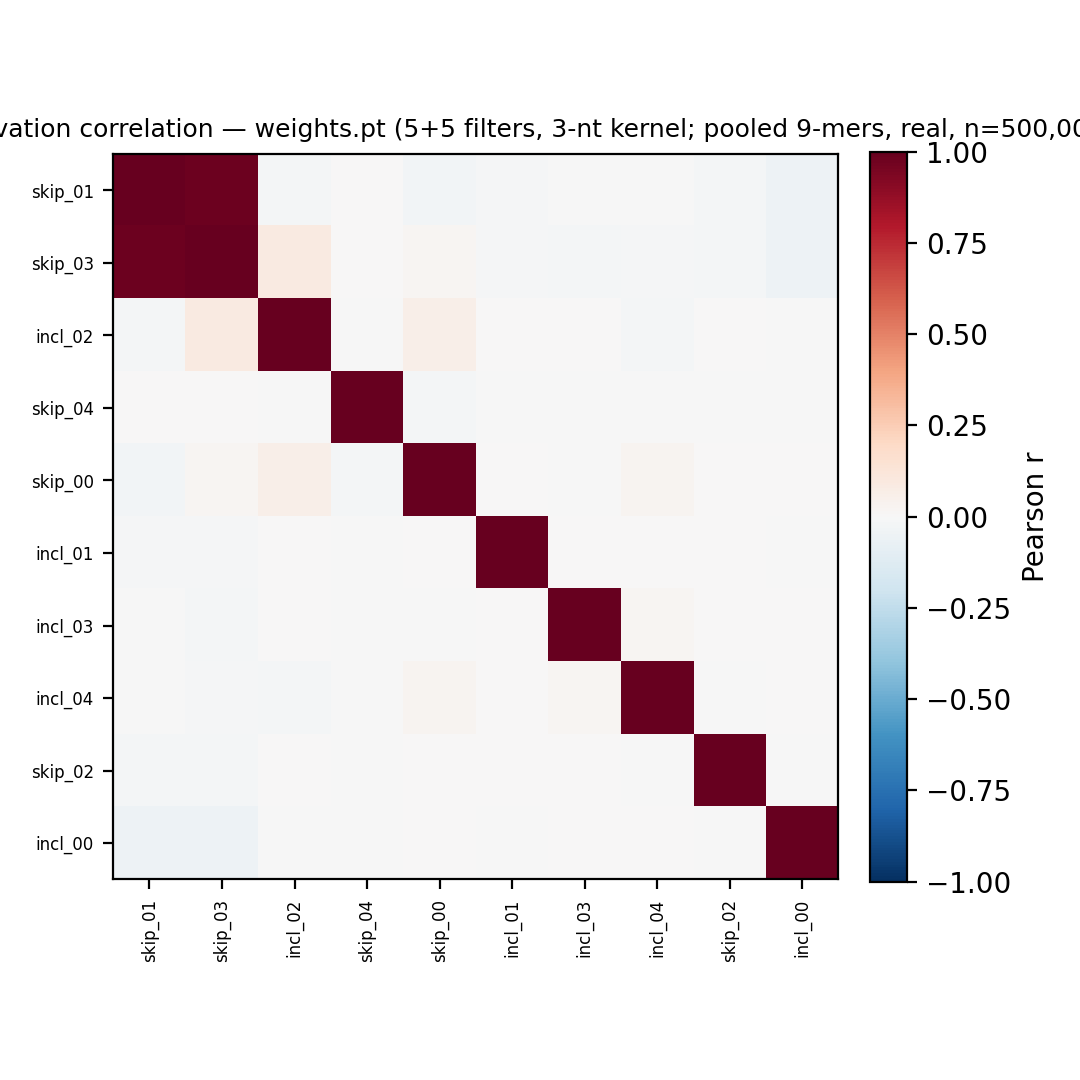 vation correlation — weights.pt (5+5 filters, 3-nt kernel; pooled 9-mers, real, n=500,00
skip_01
skip_03
incl_02
skip_04
skip_00
incl_01
incl_03
incl_04
skip_02
incl_00
skip_01
skip_03
incl_02
skip_04
skip_00
incl_01
incl_03
incl_04
skip_02
incl_00
1.00
0.75
0.50
0.25
0.00
−0.25
−0.50
−0.75
−1.00
Pearson r